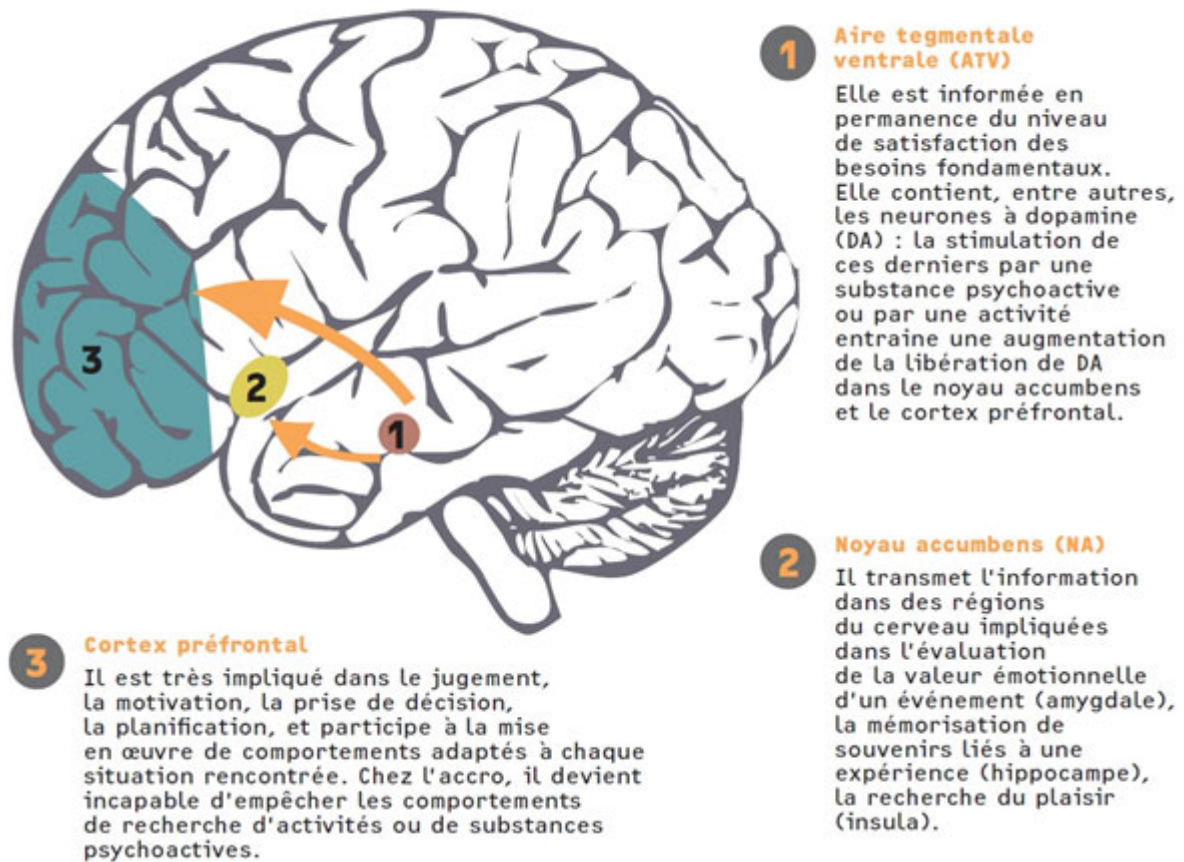 1
Aire tegmentale
ventrale (ATV)
Elle est informée en
permanence du niveau
de satisfaction des
besoins fondamentaux.
Elle contient, entre autres,
les neurones à dopamine
(DA) : la stimulation de
ces derniers par une
substance psychoactive
ou par une activité
entraine une augmentation
de la libération de DA
dans le noyau accumbens
et le cortex préfrontal.
3
2
1
2
Noyau accumbens (NA)
Il transmet l'information
dans des régions
du cerveau impliquées
dans l'évaluation
de la valeur émotionnelle
d'un événement (amygdale),
la mémorisation de
souvenirs liés à une
expérience (hippocampe),
la recherche du plaisir
(insula).
3
Cortex préfrontal
Il est très impliqué dans le jugement,
la motivation, la prise de décision,
la planification, et participe à la mise
en œuvre de comportements adaptés à chaque
situation rencontrée. Chez l'accro, il devient
incapable d'empêcher les comportements
de recherche d'activités ou de substances
psychoactives.